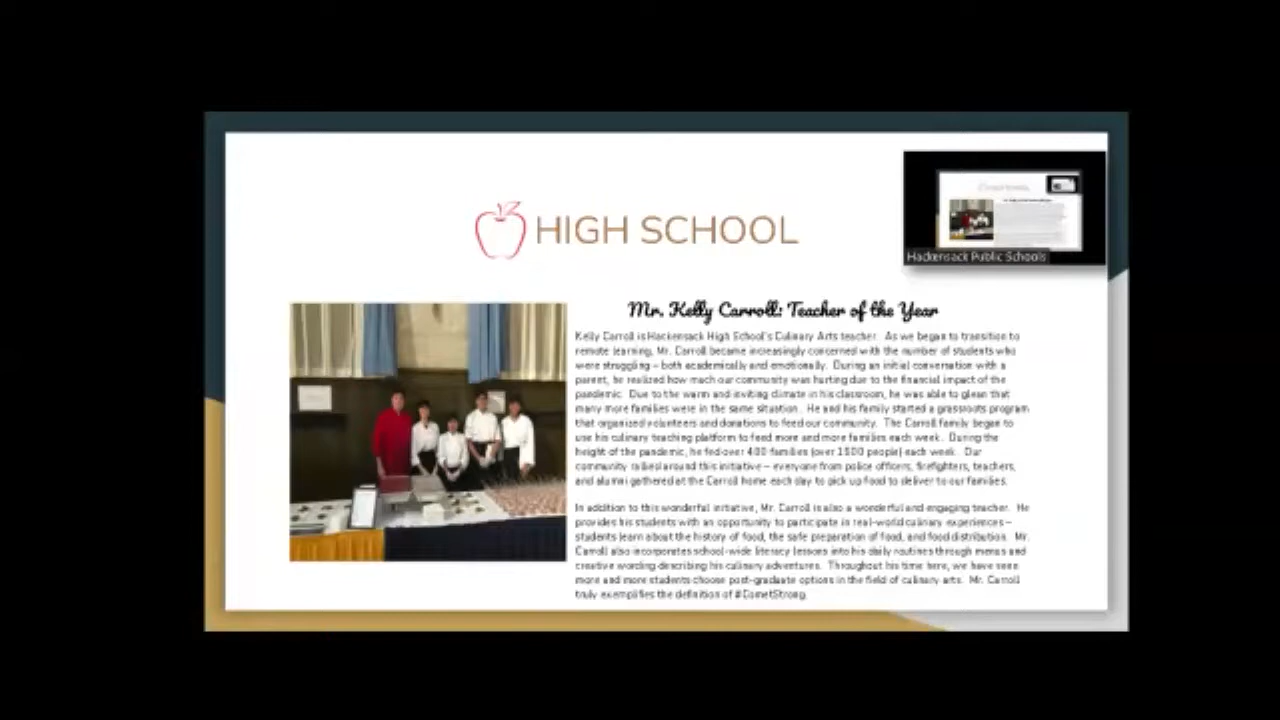 HIGH SCHOOL
Hackensack Public Schools
Mr. Kelly Carroll: Teacher of the Year
Kelly Carroll is Hackensack High School's Culinary Arts teacher. As we began to transition to
remote learning, Mr. Carroll became increasingly concerned with the number of students who
were struggling – both academically and emotionally. During an initial conversation with a
parent, he realized how much our community was hurting due to the financial impact of the
pandemic. Due to the warm and inviting climate in his classroom, he was able to glean that
many more families were in the same situation. He and his family started a grassroots program
that organized volunteers and donations to feed our community. The Carroll family began to
use his culinary teaching platform to feed more and more families each week. During the
height of the pandemic, he fed over 400 families (over 1500 people) each week. Our
community rallied around this initiative – everyone from police officers, firefighters, teachers,
and alumni gathered at the Carroll home each day to pick up food to deliver to our families.
In addition to this wonderful initiative, Mr. Carroll is also a wonderful and engaging teacher. He
provides his students with an opportunity to participate in real-world culinary experiences –
students learn about the history of food, the safe preparation of food, and food distribution. Mr.
Carroll also incorporates school-wide literacy lessons into his daily routines through menus and
creative wording describing his culinary adventures. Throughout his time here, we have seen
more and more students choose post-graduate options in the field of culinary arts. Mr. Carroll
truly exemplifies the definition of #CometStrong.